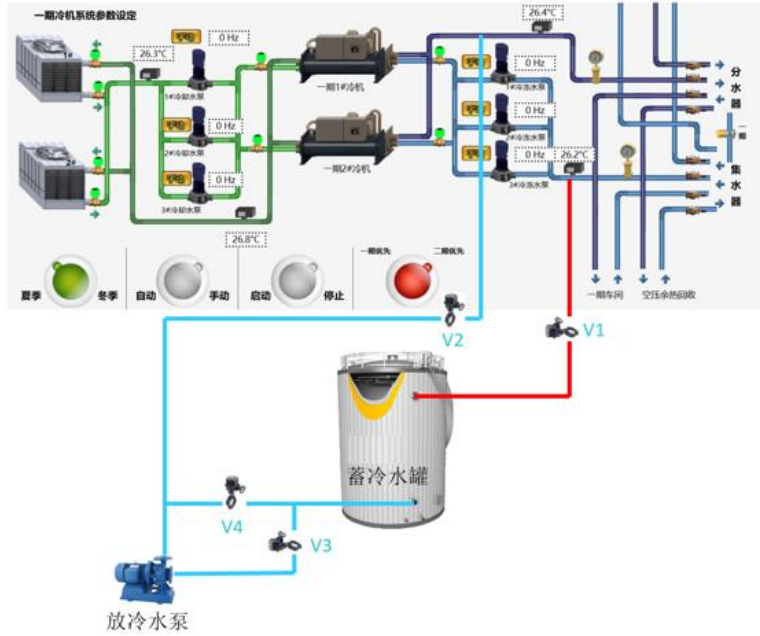 一期冷机系统参数设定
26.4°C
0 Hz
26.3°C
0 Hz
1#
1#冷却水泵
一期1#冷机
1#冷冻水泵
分水器
0 Hz
0 Hz
2#冷却水泵
2#冷冻水泵
一期
0 Hz
26.2°C
0 Hz
一期2#冷机
3#冷冻水泵
集水器
3#冷却水泵
26.8°C
一期优先
二期优先
夏季
冬季
自动
手动
启动
停止
一期车间
空压余热回收
V2
V1
蓄冷水罐
V4
V3
放冷水泵